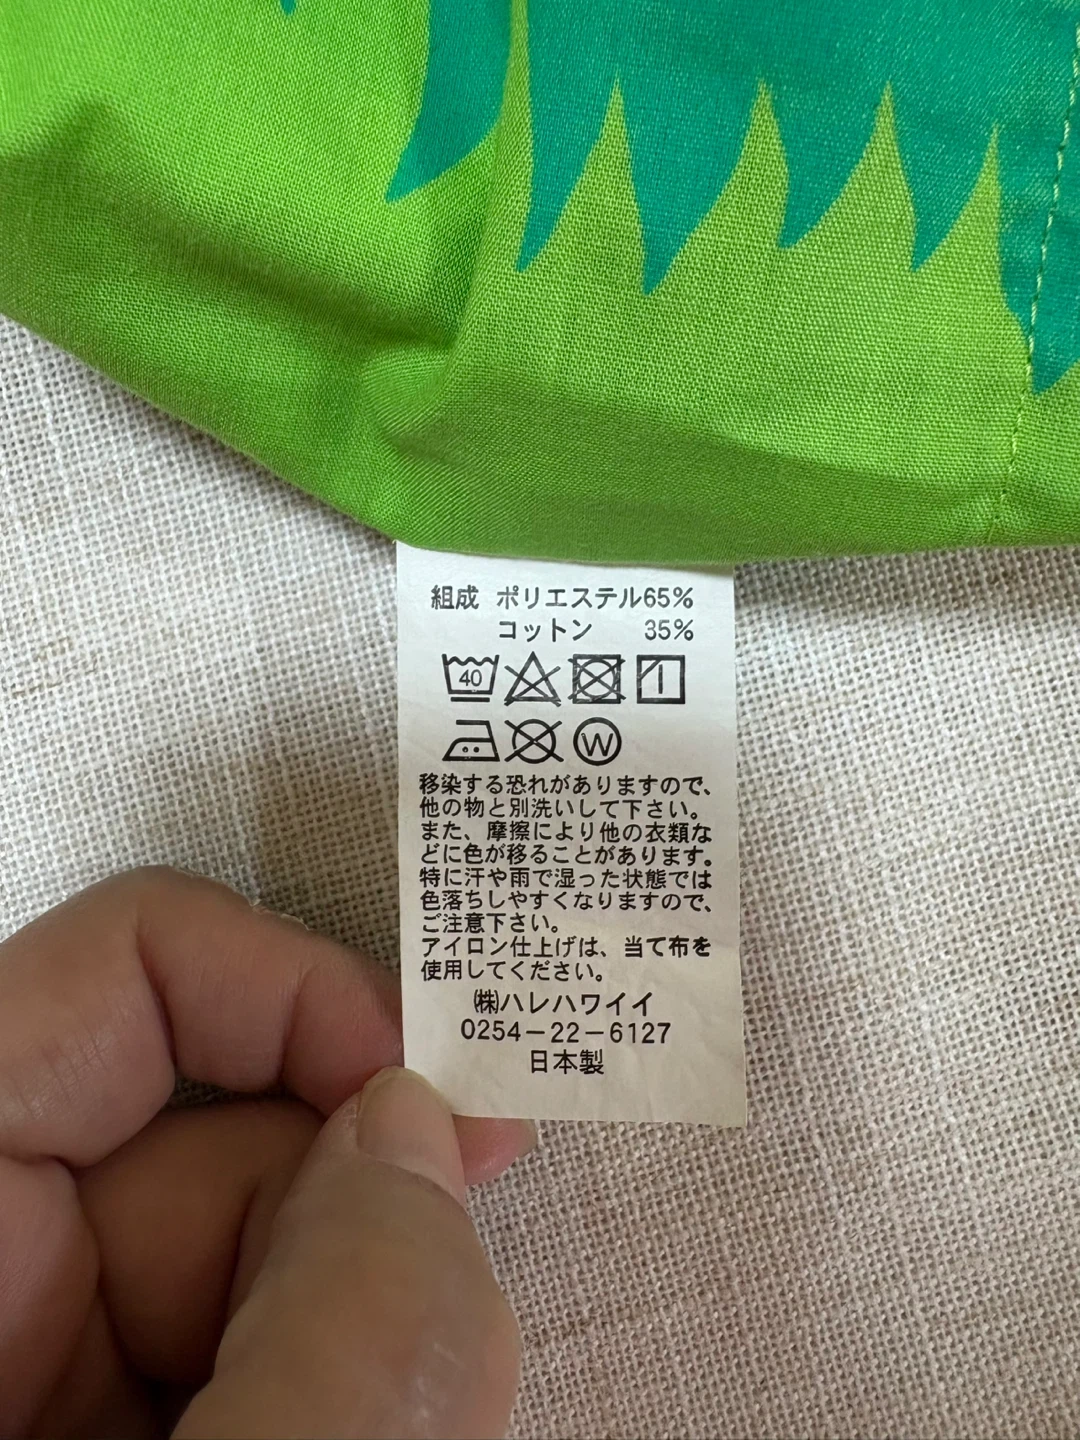 組成 ポリエステル65%
コットン 35%
40
W
移染する恐れがありますので、
他の物と別洗いして下さい。
また、摩擦により他の衣類な
どに色が移ることがあります。
特に汗や雨で湿った状態では
色落ちしやすくなりますので、
ご注意下さい。
アイロン仕上げは、当て布を
使用してください。
㈱ハレハワイイ
0254－22－6127
日本製